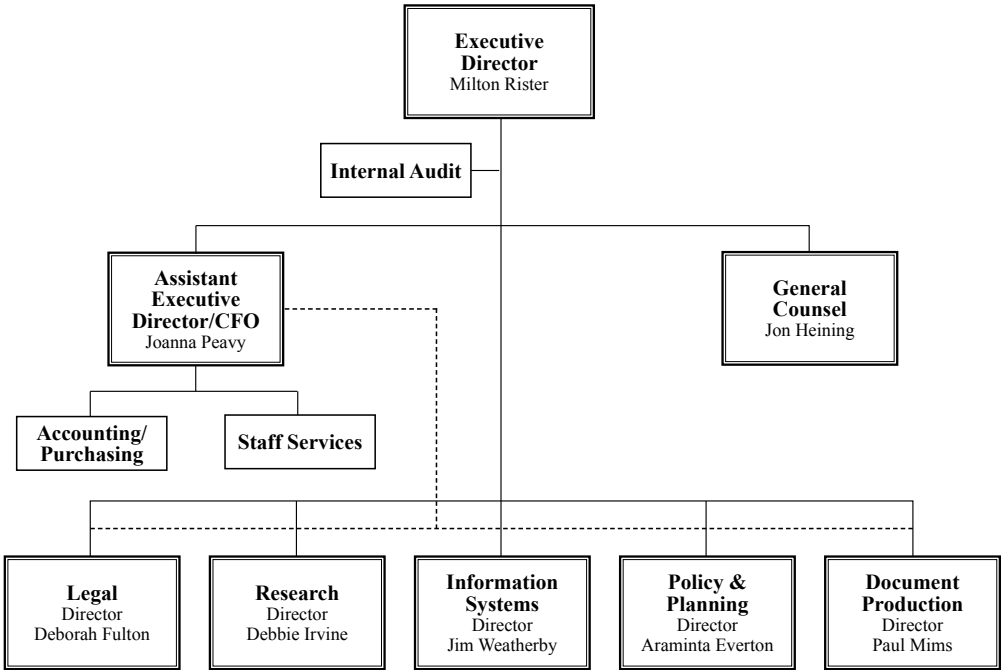 Executive
Director
Milton Rister
Internal Audit
Assistant
Executive
Director/CFO
Joanna Peavy
General
Counsel
Jon Heining
Accounting/
Purchasing
Staff Services
Legal
Director
Deborah Fulton
Research
Director
Debbie Irvine
Information
Systems
Director
Jim Weatherby
Policy &
Planning
Director
Araminta Everton
Document
Production
Director
Paul Mims